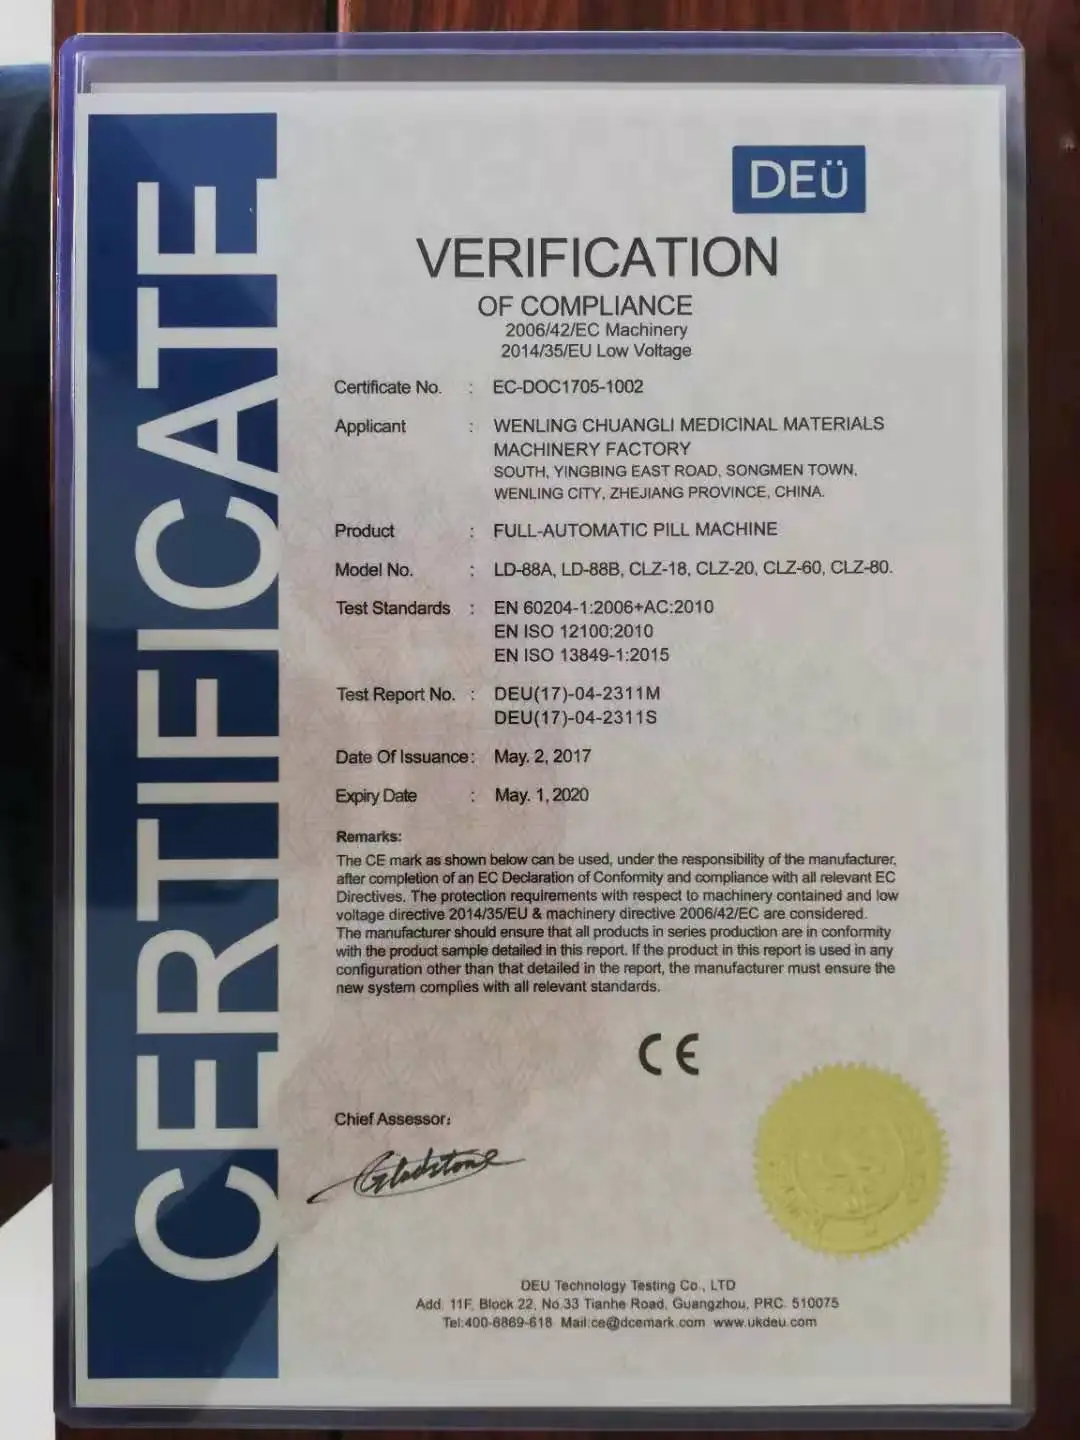 CERTIFICATE
DEÜ
VERIFICATION
OF COMPLIANCE
2006/42/EC Machinery
2014/35/EU Low Voltage
Certificate No. : EC-DOC1705-1002
Applicant : WENLING CHUANGLI MEDICINAL MATERIALS
MACHINERY FACTORY
SOUTH, YINGBING EAST ROAD, SONGMEN TOWN,
WENLING CITY, ZHEJIANG PROVINCE, CHINA.
Product : FULL-AUTOMATIC PILL MACHINE
Model No. : LD-88A, LD-88B, CLZ-18, CLZ-20, CLZ-60, CLZ-80.
Test Standards : EN 60204-1:2006+AC:2010
EN ISO 12100:2010
EN ISO 13849-1:2015
Test Report No. : DEU(17)-04-2311M
DEU(17)-04-2311S
Date Of Issuance: May. 2, 2017
Expiry Date : May. 1, 2020
Remarks:
The CE mark as shown below can be used, under the responsibility of the manufacturer,
after completion of an EC Declaration of Conformity and compliance with all relevant EC
Directives. The protection requirements with respect to machinery contained and low
voltage directive 2014/35/EU & machinery directive 2006/42/EC are considered.
The manufacturer should ensure that all products in series production are in conformity
with the product sample detailed in this report. If the product in this report is used in any
configuration other than that detailed in the report, the manufacturer must ensure the
new system complies with all relevant standards.
CE
Chief Assessor:
Gladstone
DEU Technology Testing Co., LTD
Add. 11F, Block 22, No.33 Tianhe Road, Guangzhou, PRC. 510075
Tel:400-6869-618 Mail:ce@dcemark.com www.ukdeu.com